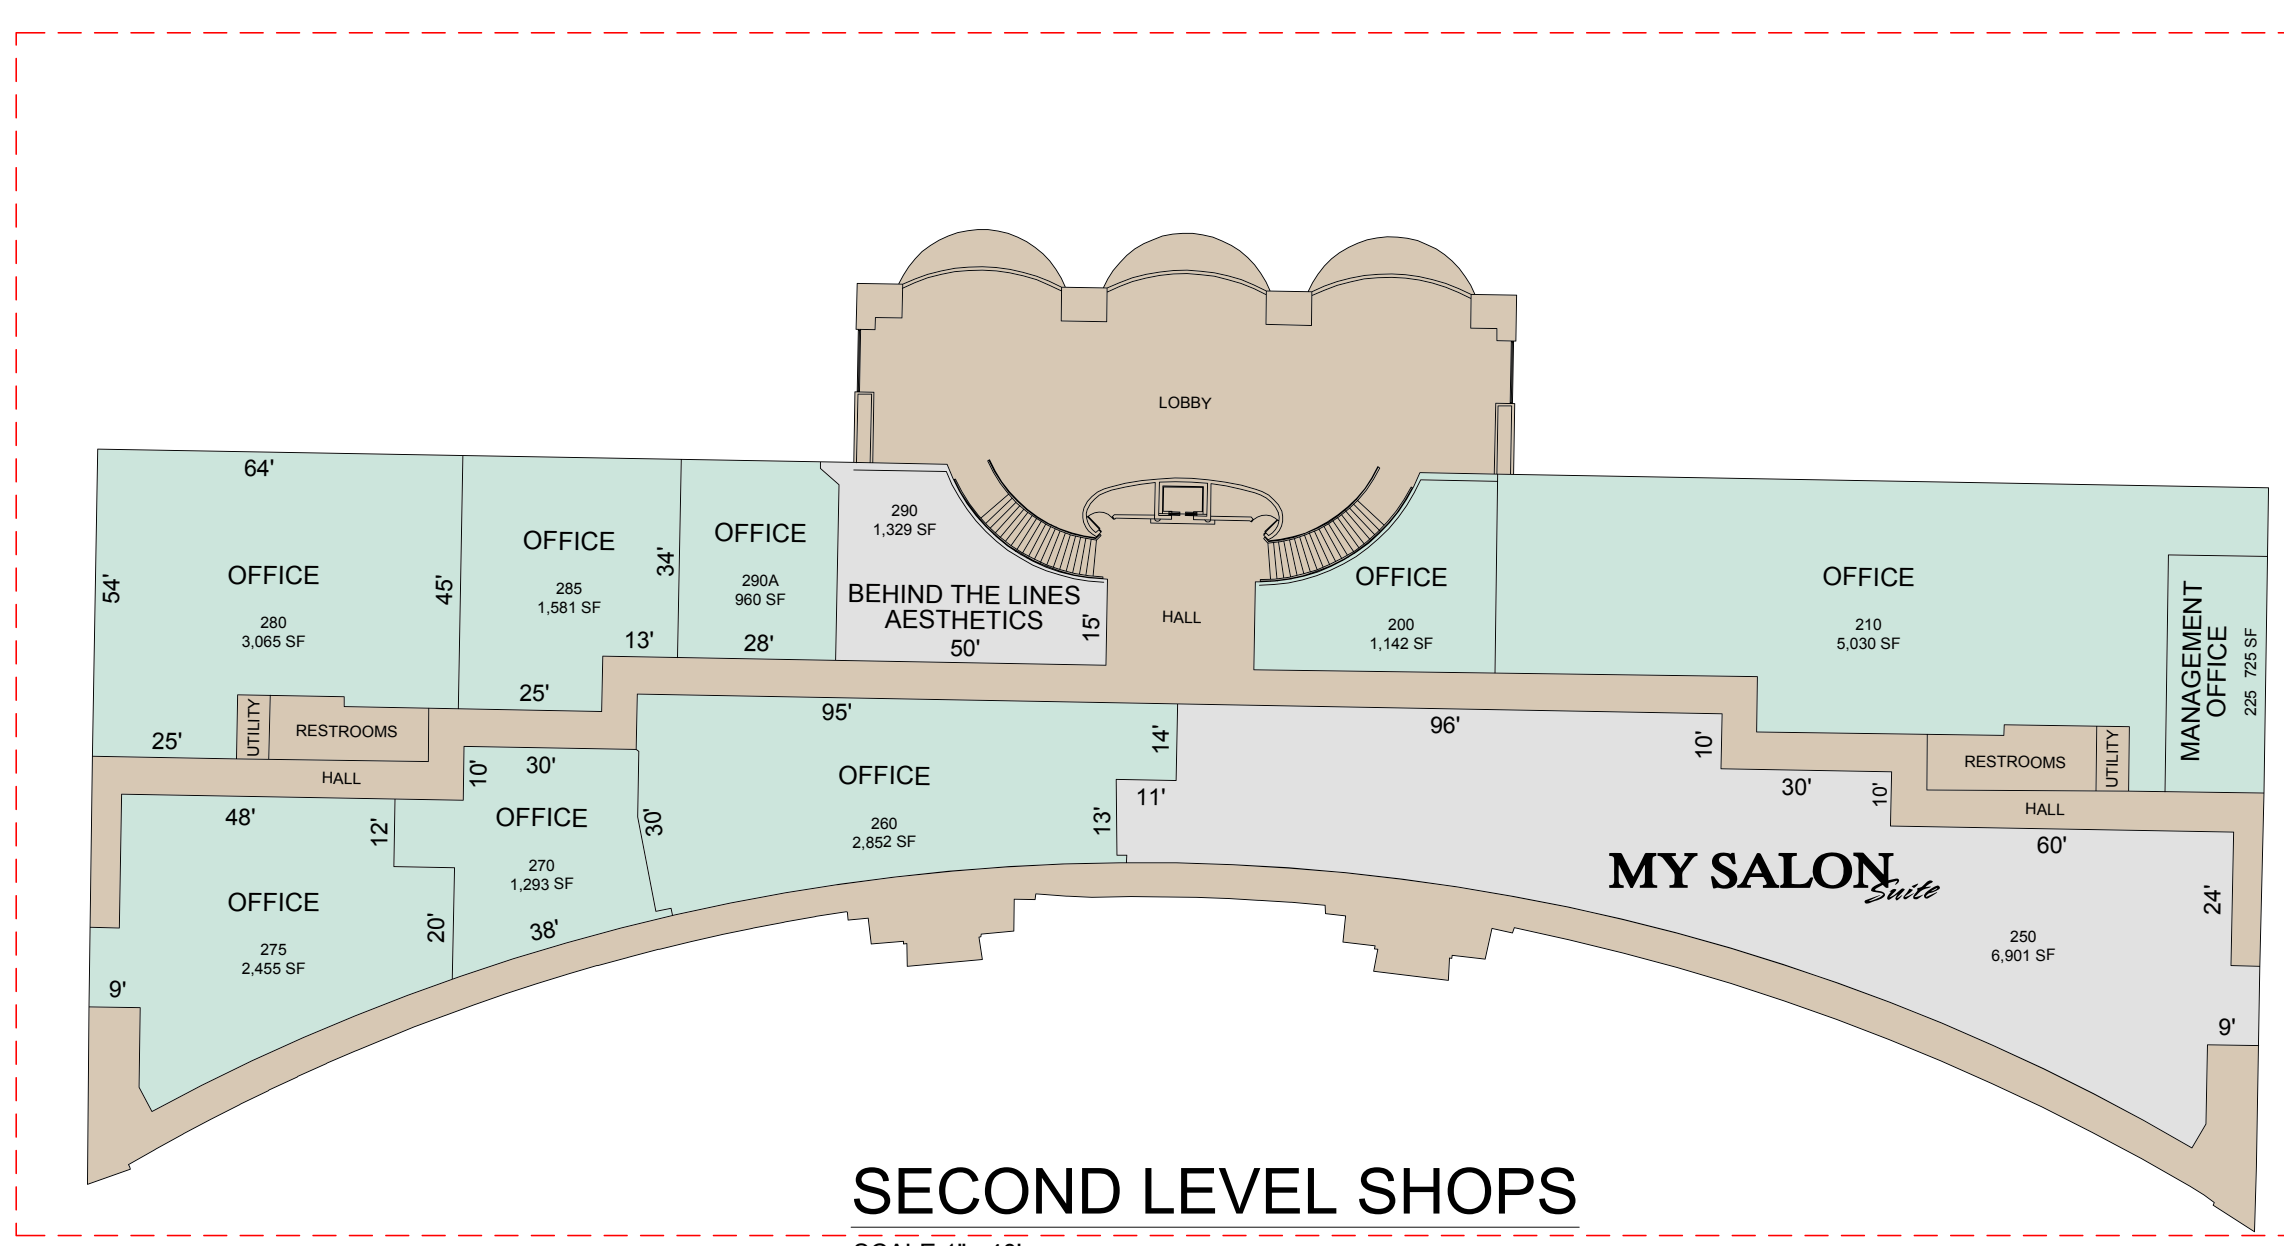 LOBBY
64'
54'
45'
OFFICE
280
3,065 SF
25'
UTILITY
RESTROOMS
HALL
OFFICE
285
1,581 SF
34'
13'
25'
OFFICE
290A
960 SF
28'
290
1,329 SF
BEHIND THE LINES
AESTHETICS
50'
15'
HALL
OFFICE
200
1,142 SF
OFFICE
210
5,030 SF
MANAGEMENT
OFFICE
225 725 SF
RESTROOMS
UTILITY
HALL
48'
12'
OFFICE
275
2,455 SF
20'
9'
10'
30'
OFFICE
270
1,293 SF
38'
30'
95'
OFFICE
260
2,852 SF
14'
11'
13'
96'
10'
30'
10'
60'
MY SALON
Suite
24'
250
6,901 SF
9'
SECOND LEVEL SHOPS